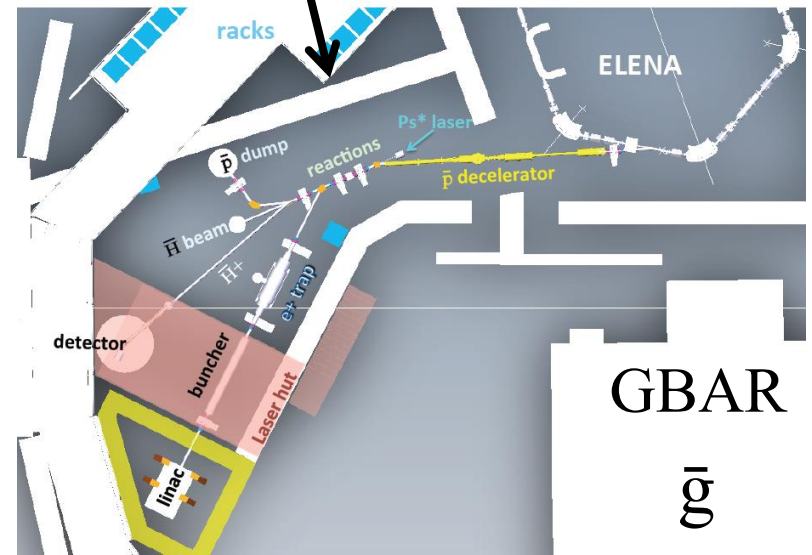 racks
ELENA
Ps* laser
reactions
p̄ dump
p̄ decelerator
H̄ beam
H̄+
e+ trap
detector
buncher
Laser hut
linac
GBAR
ḡ